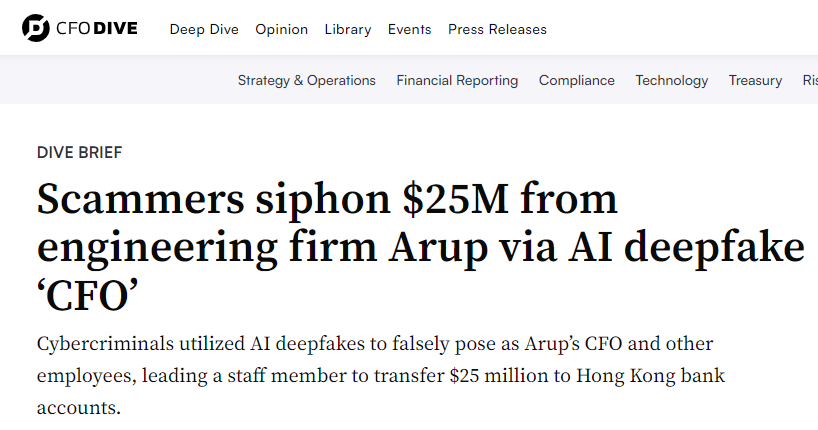 CFO DIVE Deep Dive Opinion Library Events Press Releases
Strategy & Operations Financial Reporting Compliance Technology Treasury
DIVE BRIEF
Scammers siphon $25M from
engineering firm Arup via AI deepfake
‘CFO’
Cybercriminals utilized AI deepfakes to falsely pose as Arup’s CFO and other
employees, leading a staff member to transfer $25 million to Hong Kong bank
accounts.